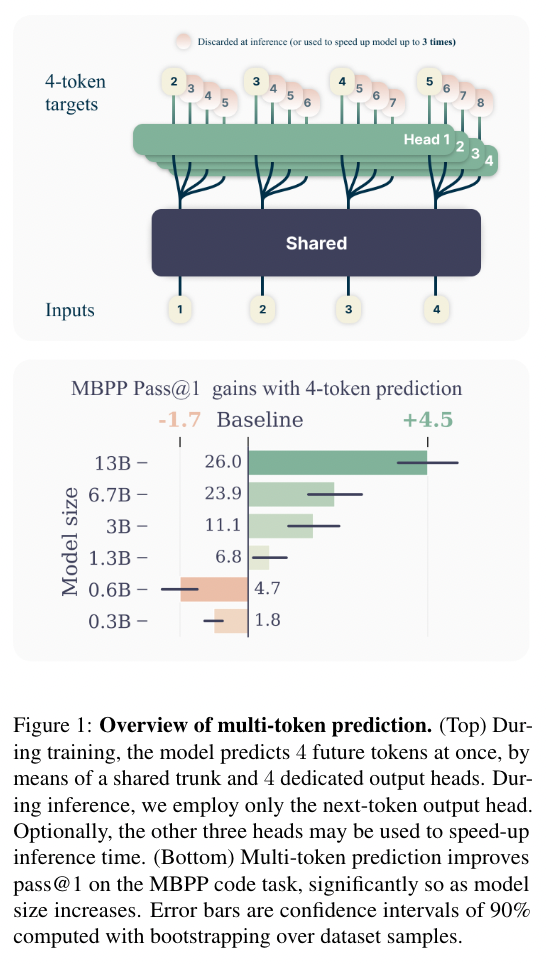 Discarded at inference (or used to speed up model up to 3 times)
4-token
targets
2 3 4 5 3 4 5 6 4 5 6 7 5 6 7 8
Head 1 2 3 4
Shared
Inputs 1 2 3 4
MBPP Pass@1 gains with 4-token prediction
-1.7 Baseline +4.5
Model size
13B 26.0
6.7B 23.9
3B 11.1
1.3B 6.8
0.6B 4.7
0.3B 1.8
Figure 1: Overview of multi-token prediction. (Top) Dur-
ing training, the model predicts 4 future tokens at once, by
means of a shared trunk and 4 dedicated output heads. Dur-
ing inference, we employ only the next-token output head.
Optionally, the other three heads may be used to speed-up
inference time. (Bottom) Multi-token prediction improves
pass@1 on the MBPP code task, significantly so as model
size increases. Error bars are confidence intervals of 90%
computed with bootstrapping over dataset samples.